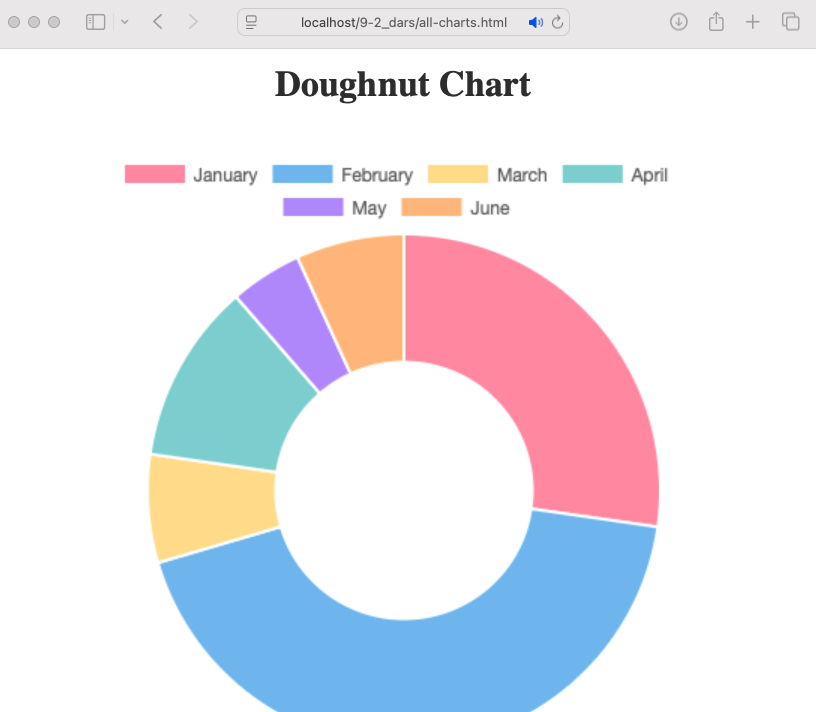 localhost/9-2_dars/all-charts.html
Doughnut Chart
January February March April
May June